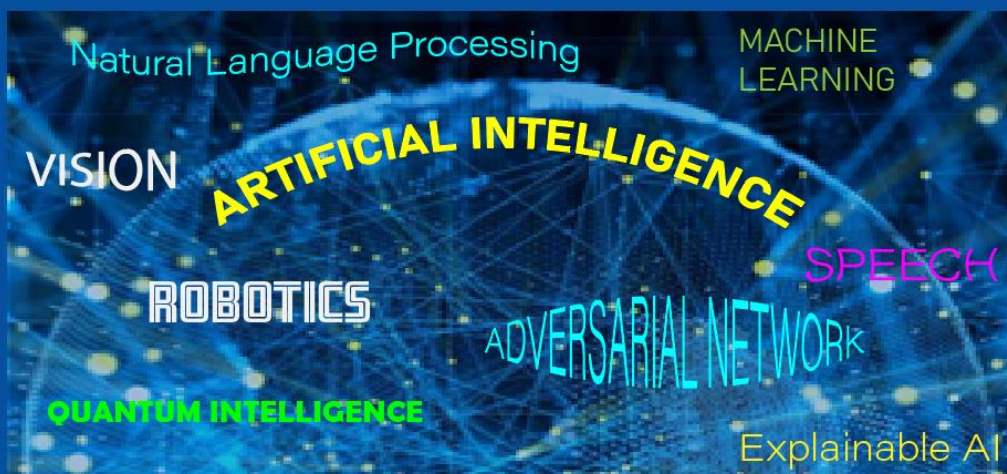 Natural Language Processing
MACHINE
LEARNING
ARTIFICIAL INTELLIGENCE
VISION
SPEECH
ROBOTICS
ADVERSARIAL NETWORK
QUANTUM INTELLIGENCE
Explainable AI